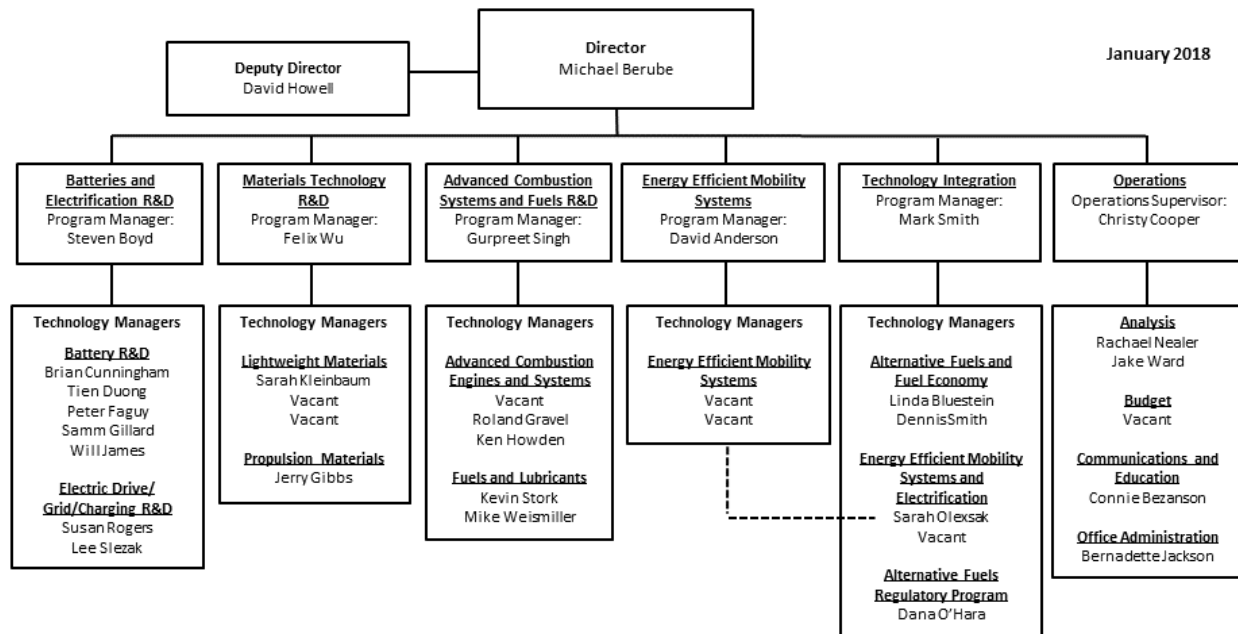 Director
Michael Berube
Deputy Director
David Howell
January 2018
Batteries and
Electrification R&D
Program Manager:
Steven Boyd
Materials Technology
R&D
Program Manager:
Felix Wu
Advanced Combustion
Systems and Fuels R&D
Program Manager:
Gurpreet Singh
Energy Efficient Mobility
Systems
Program Manager:
David Anderson
Technology Integration
Program Manager:
Mark Smith
Operations
Operations Supervisor:
Christy Cooper
Technology Managers
Battery R&D
Brian Cunningham
Tien Duong
Peter Faguy
Samm Gillard
Will James
Electric Drive/
Grid/Charging R&D
Susan Rogers
Lee Slezak
Technology Managers
Lightweight Materials
Sarah Kleinbaum
Vacant
Vacant
Propulsion Materials
Jerry Gibbs
Technology Managers
Advanced Combustion
Engines and Systems
Vacant
Roland Gravel
Ken Howden
Fuels and Lubricants
Kevin Stork
Mike Weismiller
Technology Managers
Energy Efficient Mobility
Systems
Vacant
Vacant
Technology Managers
Alternative Fuels and
Fuel Economy
Linda Bluestein
Dennis Smith
Energy Efficient Mobility
Systems and
Electrification
Sarah Olexsak
Vacant
Alternative Fuels
Regulatory Program
Dana O'Hara
Analysis
Rachael Nealer
Jake Ward
Budget
Vacant
Communications and
Education
Connie Bezanson
Office Administration
Bernadette Jackson